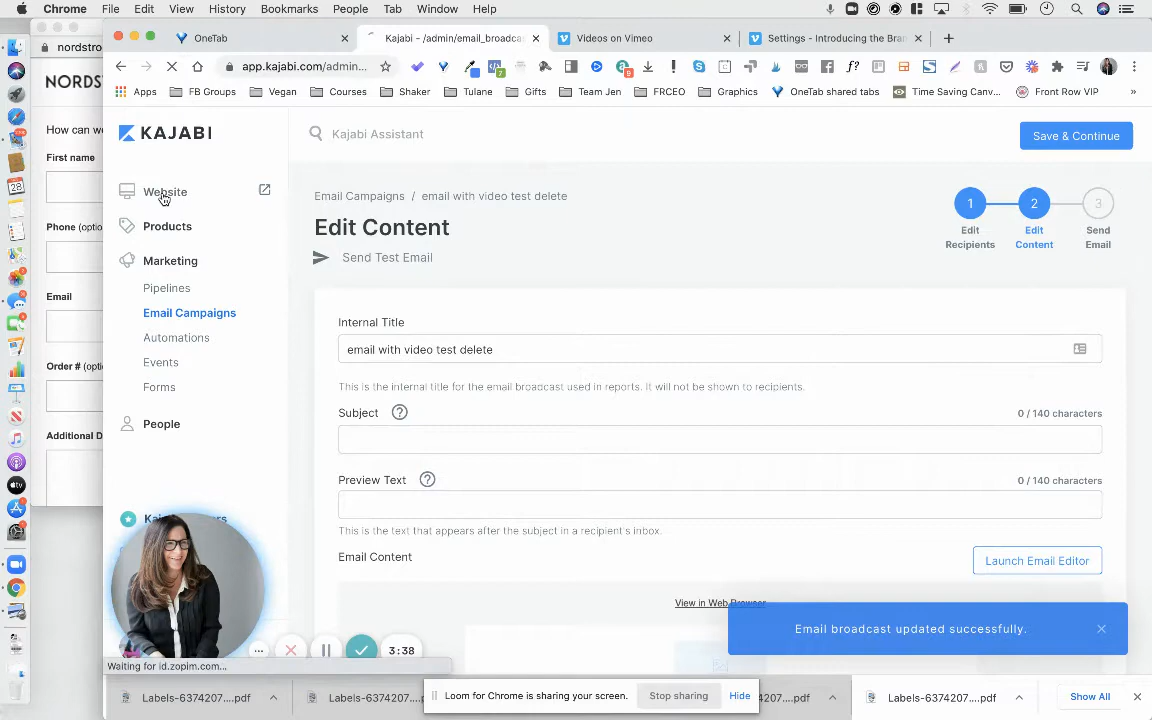 Chrome File Edit View History Bookmarks People Tab Window Help
OneTab
Kajabi - /admin/email_broadca
Videos on Vimeo
Settings - Introducing the Bran
app.kajabi.com/admin...
Apps FB Groups Vegan Courses Shaker Tulane Gifts Team Jen FRCEO Graphics OneTab shared tabs Time Saving Canv... Front Row VIP
nordstro
NORDS
How can we
First name
Phone (optio
Email
Order # (opti
Additional D
KAJABI
Website
Products
Marketing
Pipelines
Email Campaigns
Automations
Events
Forms
People
Kajabi Assistant
Save & Continue
Email Campaigns / email with video test delete
Edit Content
Send Test Email
1
Edit
Recipients
2
Edit
Content
3
Send
Email
Internal Title
email with video test delete
This is the internal title for the email broadcast used in reports. It will not be shown to recipients.
Subject
0 / 140 characters
Preview Text
0 / 140 characters
This is the text that appears after the subject in a recipient's inbox.
Email Content
Launch Email Editor
View in Web Browser
Email broadcast updated successfully.
3:38
Waiting for id.zopim.com...
Labels-6374207....pdf
Labels-6374207
Loom for Chrome is sharing your screen.
Stop sharing
Hide
.pdf
Labels-6374207....pdf
Show All